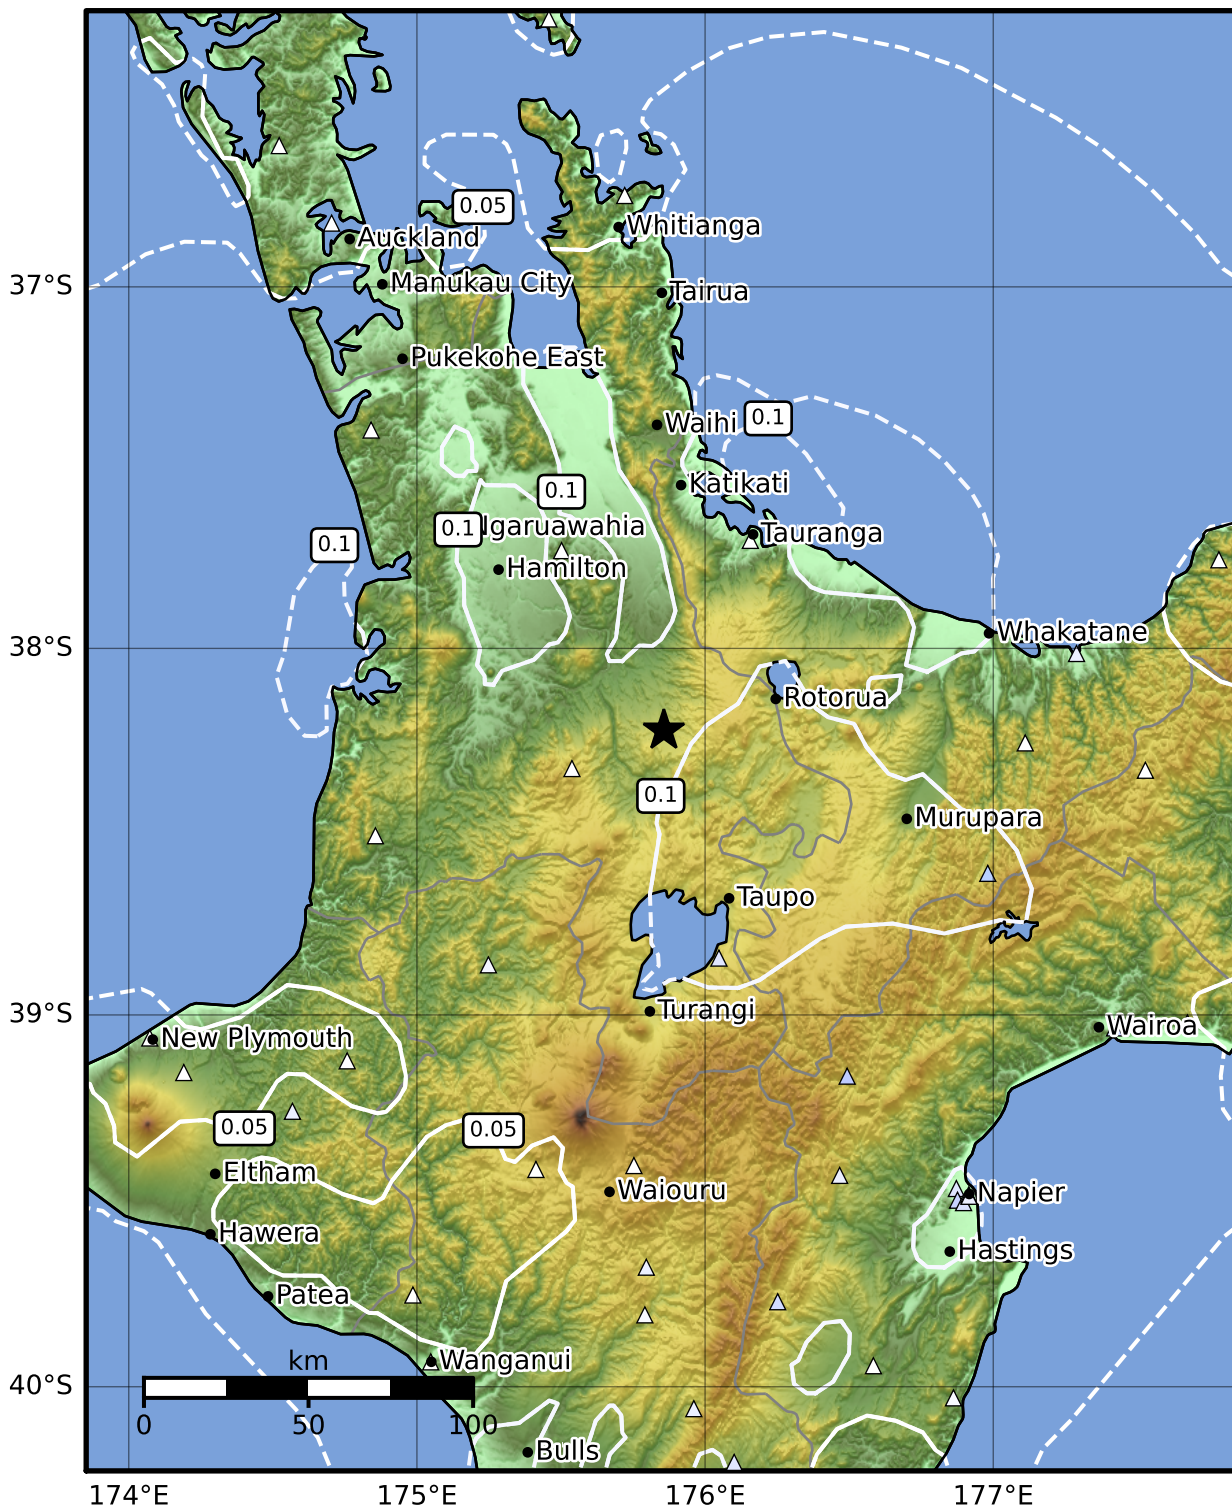 0.05
Whitianga
Auckland
37°S
Manukau City
Tairua
Pukekohe East
0.1
Waihi
Katikati
0.1
0.1
0.1
Tauranga
Hamilton
38°S
Whakatane
Rotorua
0.1
Murupara
Taupo
39°S
Turangi
Wairoa
New Plymouth
0.05
0.05
Eltham
Waiouru
Napier
Hawera
Hastings
Patea
km
Wanganui
40°S
0
50
100
Bulls
174°E
175°E
176°E
177°E